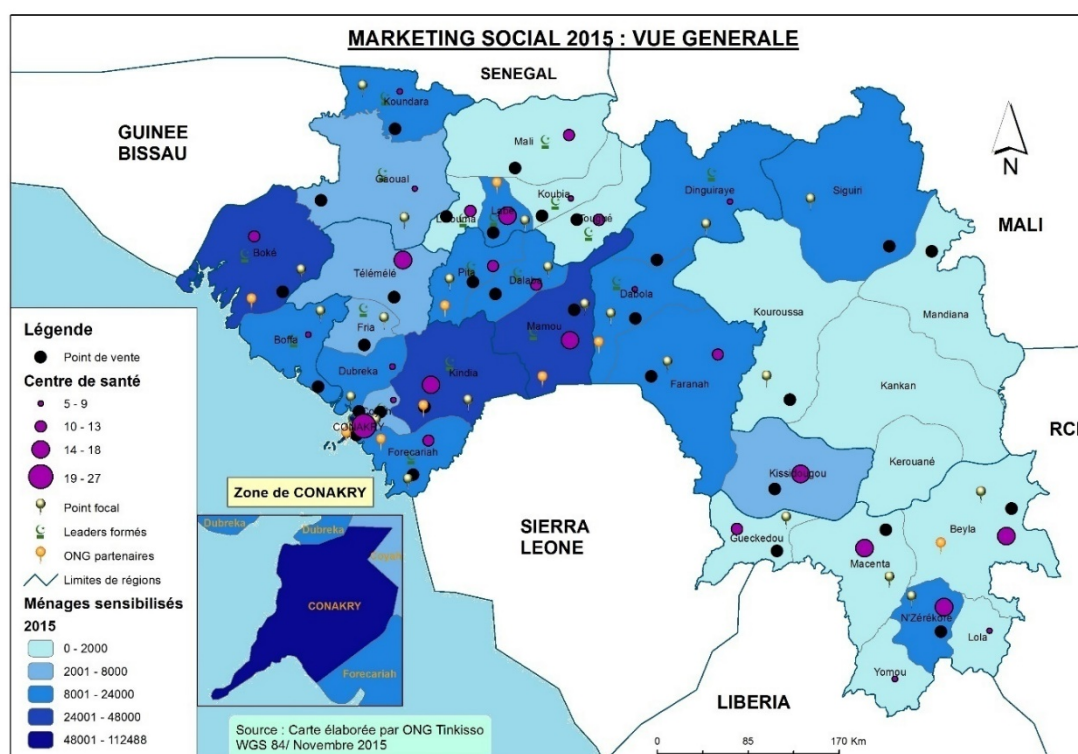 MARKETING SOCIAL 2015 : VUE GENERALE
SENEGAL
GUINEE
BISSAU
N
MALI
RCI
SIERRA
LEONE
LIBERIA
Koundara
Mali
Gaoual
Koubia
Labé
Lelouma
Tougué
Dinguiraye
Siguiri
Boké
Télémélé
Pita
Dalaba
Dabola
Kouroussa
Mandiana
Fria
Boffa
Mamou
Kindia
Dubreka
Faranah
Kankan
Coyah
CONAKRY
Forecariah
Kissidougou
Kerouané
Gueckedou
Macenta
Beyla
N'Zérékoré
Lola
Yomou
Légende
Point de vente
Centre de santé
5 - 9
10 - 13
14 - 18
19 - 27
Point focal
Leaders formés
ONG partenaires
Limites de régions
Ménages sensibilisés
2015
0 - 2000
2001 - 8000
8001 - 24000
24001 - 48000
48001 - 112488
Zone de CONAKRY
Dubreka
Dubreka
Coyah
CONAKRY
Forecariah
Source : Carte élaborée par ONG Tinkisso
WGS 84/ Novembre 2015
0 85 170 Km